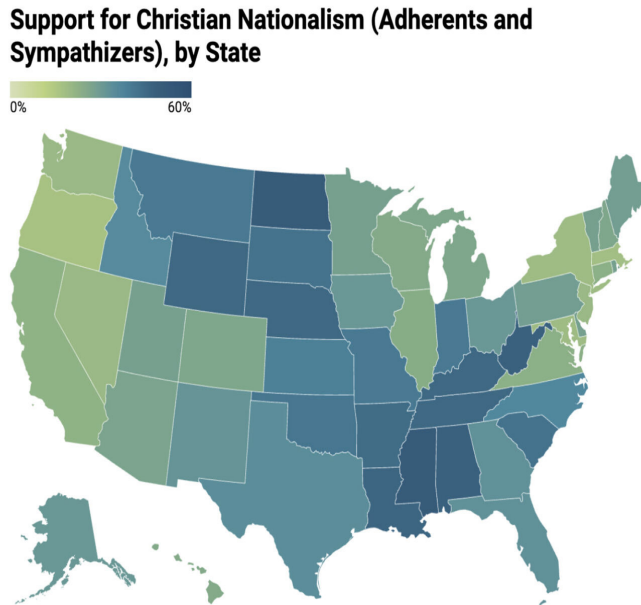 Support for Christian Nationalism (Adherents and
Sympathizers), by State
0% 60%